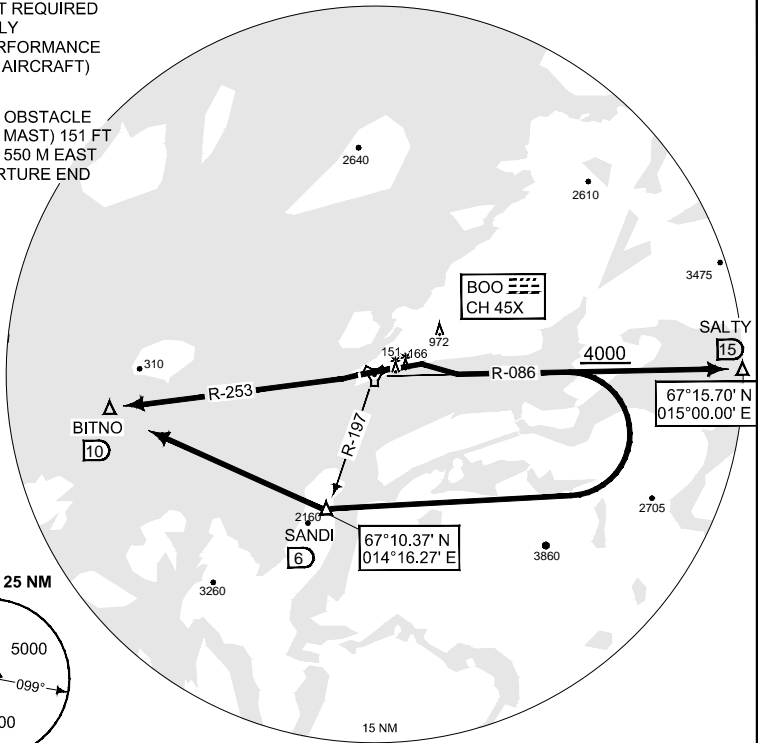 T REQUIRED
LY
RFORMANCE
AIRCRAFT)
OBSTACLE
MAST) 151 FT
550 M EAST
RTURE END
2640
2610
3475
BOO
CH 45X
972
SALTY
15
151
166
4000
310
R-086
67°15.70' N
015°00.00' E
R-253
BITNO
10
R-197
2160
SANDI
6
67°10.37' N
014°16.27' E
2705
3860
3260
25 NM
5000
099°
00
15 NM